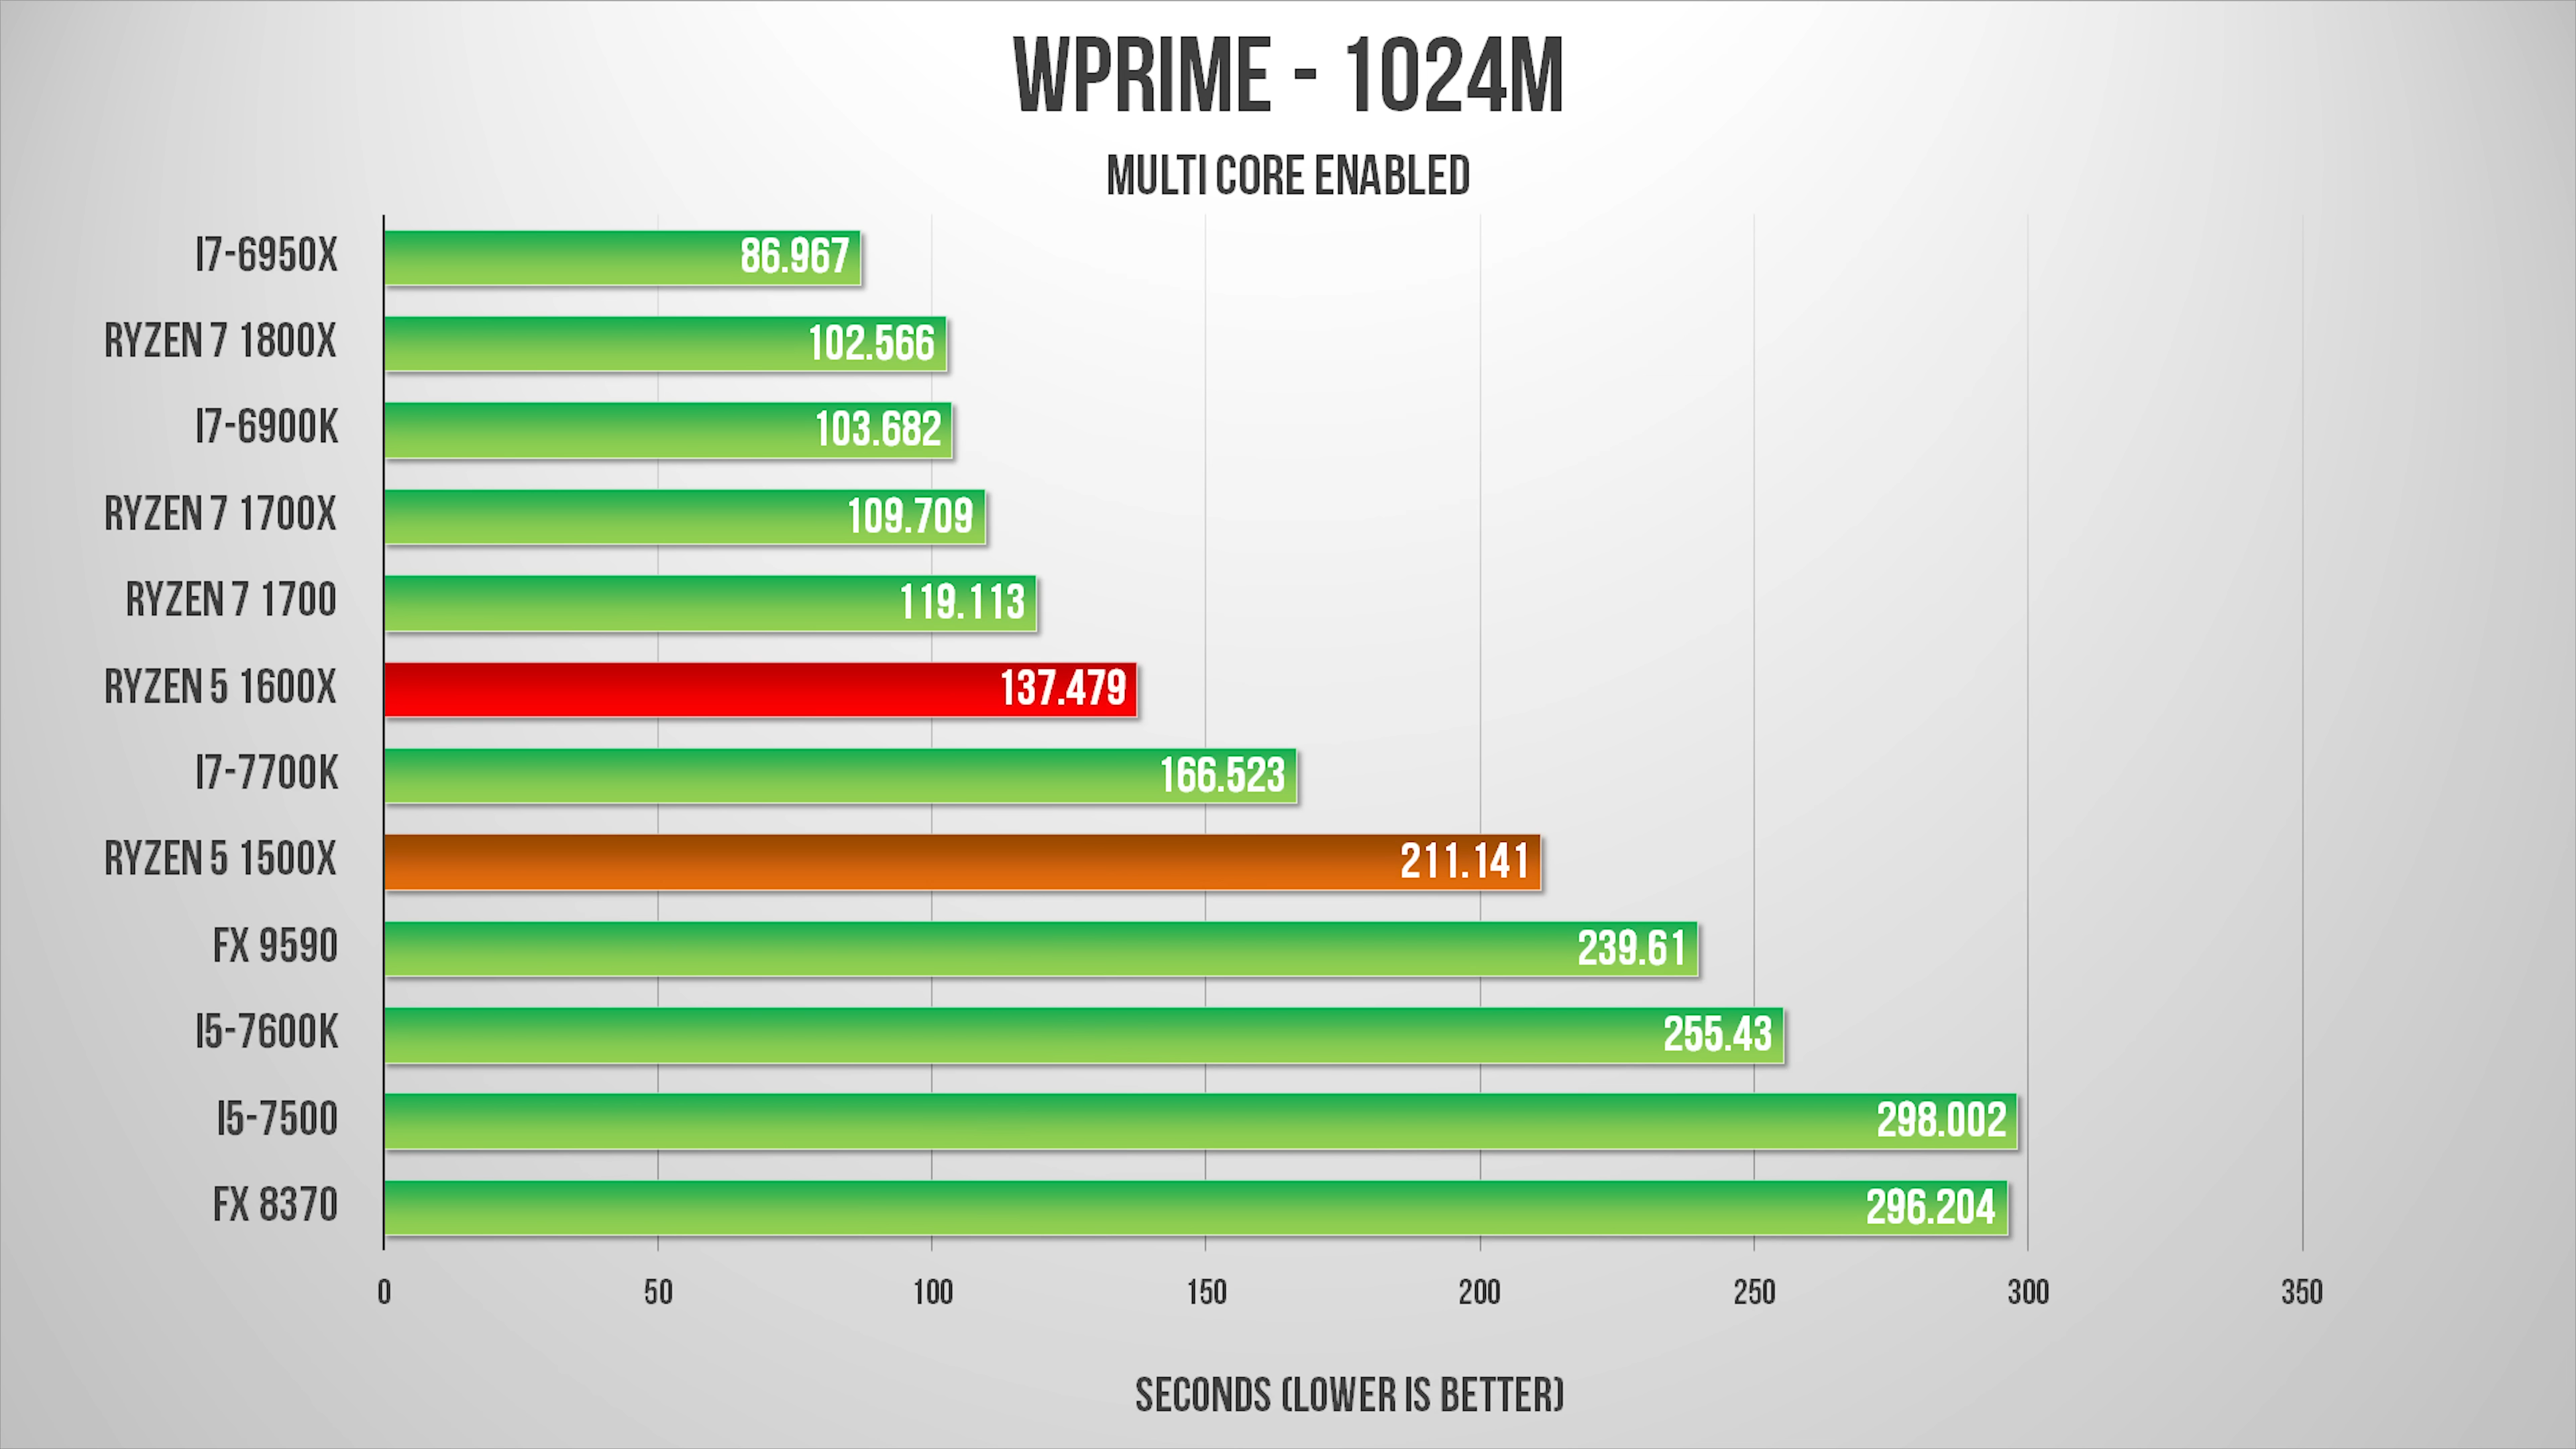 WPRIME - 1024M
MULTI CORE ENABLED
I7-6950X 86.967
RYZEN 7 1800X 102.566
I7-6900K 103.682
RYZEN 7 1700X 109.709
RYZEN 7 1700 119.113
RYZEN 5 1600X 137.479
I7-7700K 166.523
RYZEN 5 1500X 211.141
FX 9590 239.61
I5-7600K 255.43
I5-7500 298.002
FX 8370 296.204
0 50 100 150 200 250 300 350
SECONDS (LOWER IS BETTER)